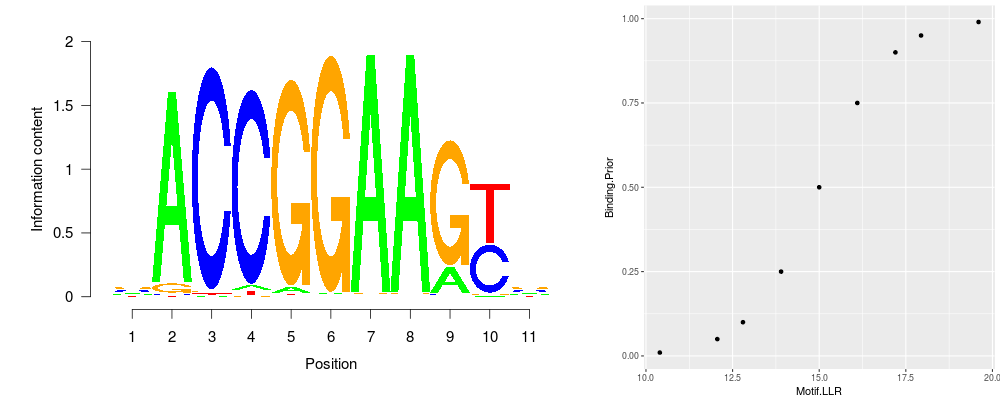 2
1.5
1
0.5
0
Information content
ACCGGAAGT
G A C
1 2 3 4 5 6 7 8 9 10 11
Position
1.00
0.75
0.50
0.25
0.00
Binding.Prior
10.0 12.5 15.0 17.5 20.0
Motif.LLR